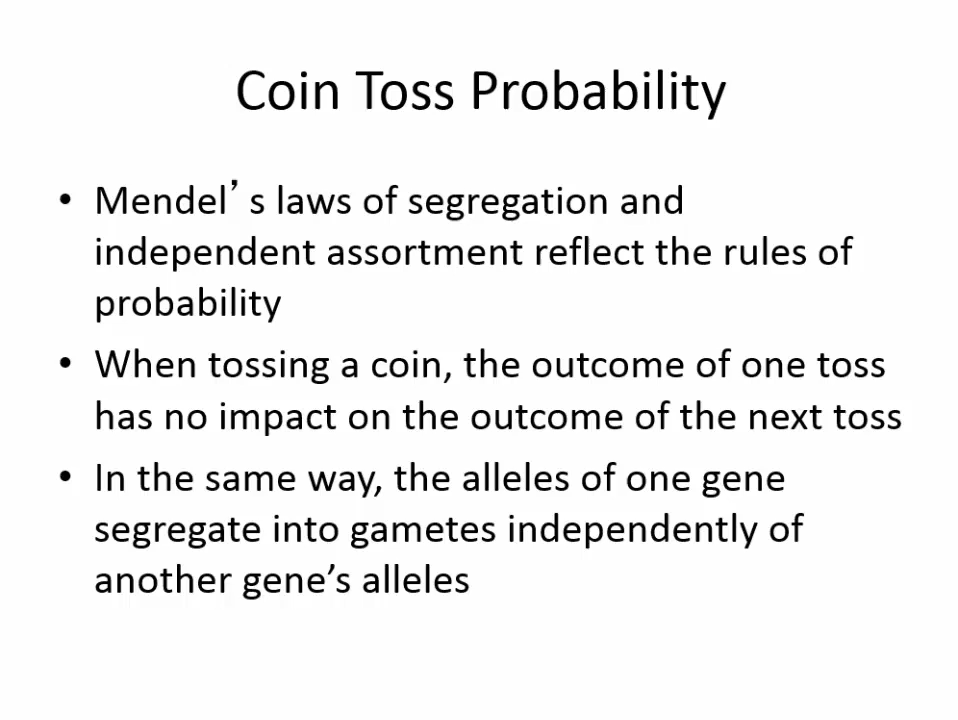 Coin Toss Probability
• Mendel’s laws of segregation and
independent assortment reflect the rules of
probability
• When tossing a coin, the outcome of one toss
has no impact on the outcome of the next toss
• In the same way, the alleles of one gene
segregate into gametes independently of
another gene’s alleles